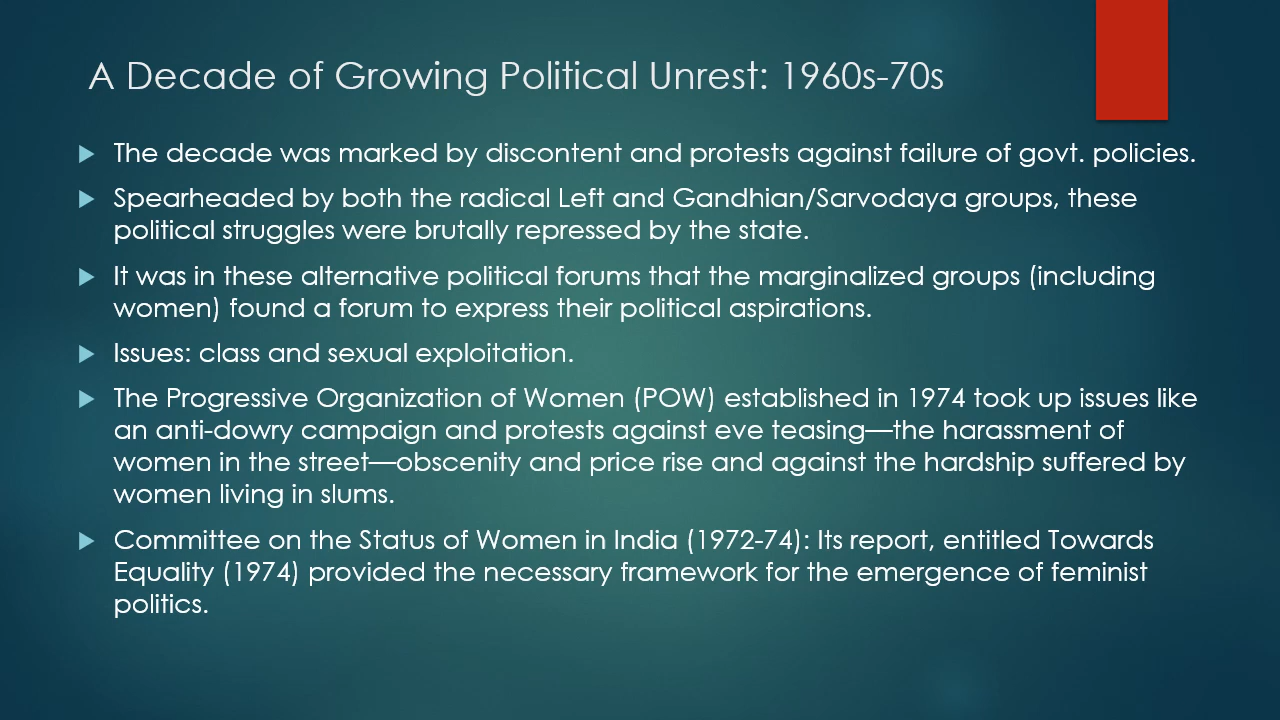 A Decade of Growing Political Unrest: 1960s-70s
The decade was marked by discontent and protests against failure of govt. policies.
Spearheaded by both the radical Left and Gandhian/Sarvodaya groups, these
political struggles were brutally repressed by the state.
It was in these alternative political forums that the marginalized groups (including
women) found a forum to express their political aspirations.
Issues: class and sexual exploitation.
The Progressive Organization of Women (POW) established in 1974 took up issues like
an anti-dowry campaign and protests against eve teasing—the harassment of
women in the street—obscenity and price rise and against the hardship suffered by
women living in slums.
Committee on the Status of Women in India (1972-74): Its report, entitled Towards
Equality (1974) provided the necessary framework for the emergence of feminist
politics.